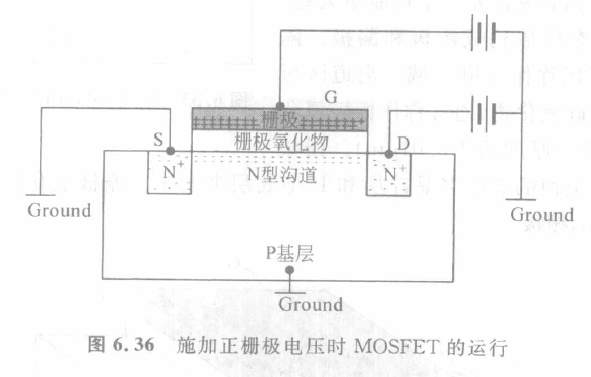 G
栅极
S
栅极氧化物
D
N+
N型沟道
N+
Ground
Ground
P基层
Ground
图 6.36 施加正栅极电压时 MOSFET 的运行